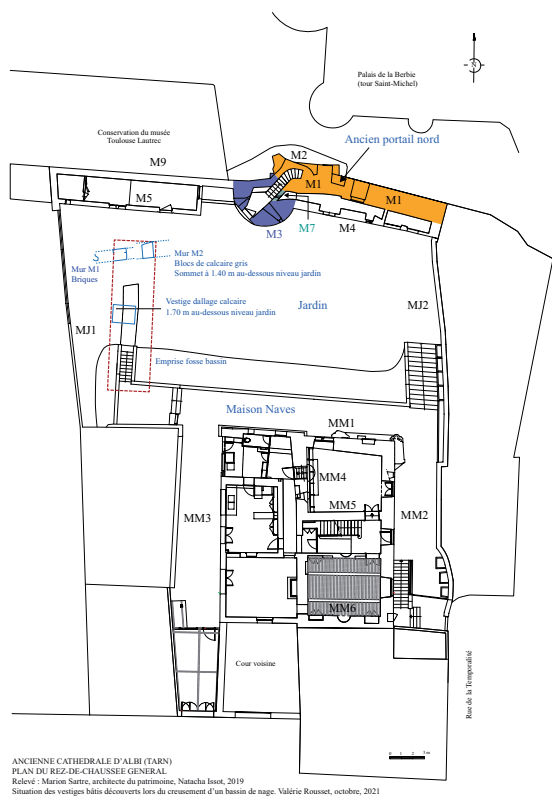 N
Palais de la Berbie
(tour Saint-Michel)
Conservation du musée
Toulouse Lautrec
Ancien portail nord
M9
M2
M1
M1
M5
M3
M7
M4
Mur M2
Blocs de calcaire gris
Sommet à 1.40 m au-dessous niveau jardin
Mur M1
Briques
Vestige dallage calcaire
1.70 m au-dessous niveau jardin
Jardin
MJ2
MJ1
Emprise fosse bassin
Maison Naves
MM1
MM4
MM5
MM3
MM2
MM6
Cour voisine
Rue de la Temporalité
0 1 2 3 m
ANCIENNE CATHEDRALE D'ALBI (TARN)
PLAN DU REZ-DE-CHAUSSEE GENERAL
Relevé : Marion Sartre, architecte du patrimoine, Natacha Issot, 2019
Situation des vestiges bâtis découverts lors du creusement d'un bassin de nage. Valérie Rousset, octobre, 2021